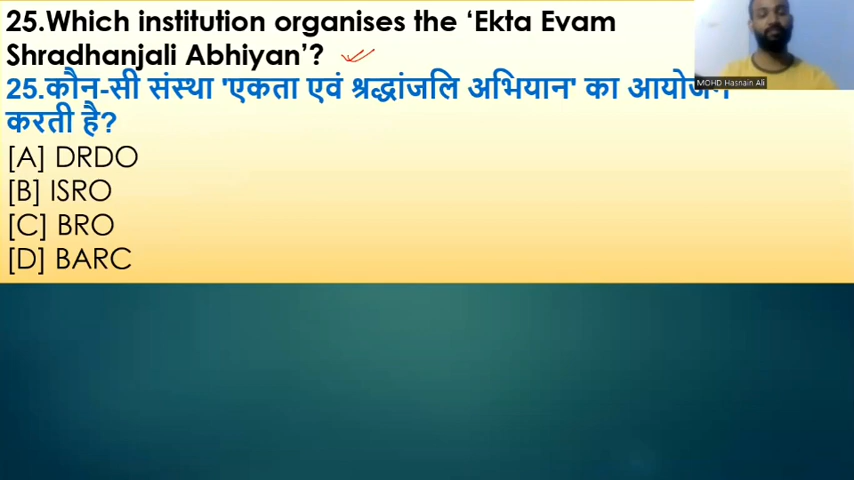 25.Which institution organises the ‘Ekta Evam
Shradhanjali Abhiyan’?
25.कौन-सी संस्था 'एकता एवं श्रद्धांजलि अभियान' का आयोजन
करती है?
[A] DRDO
[B] ISRO
[C] BRO
[D] BARC
MOHD Hasnain Ali